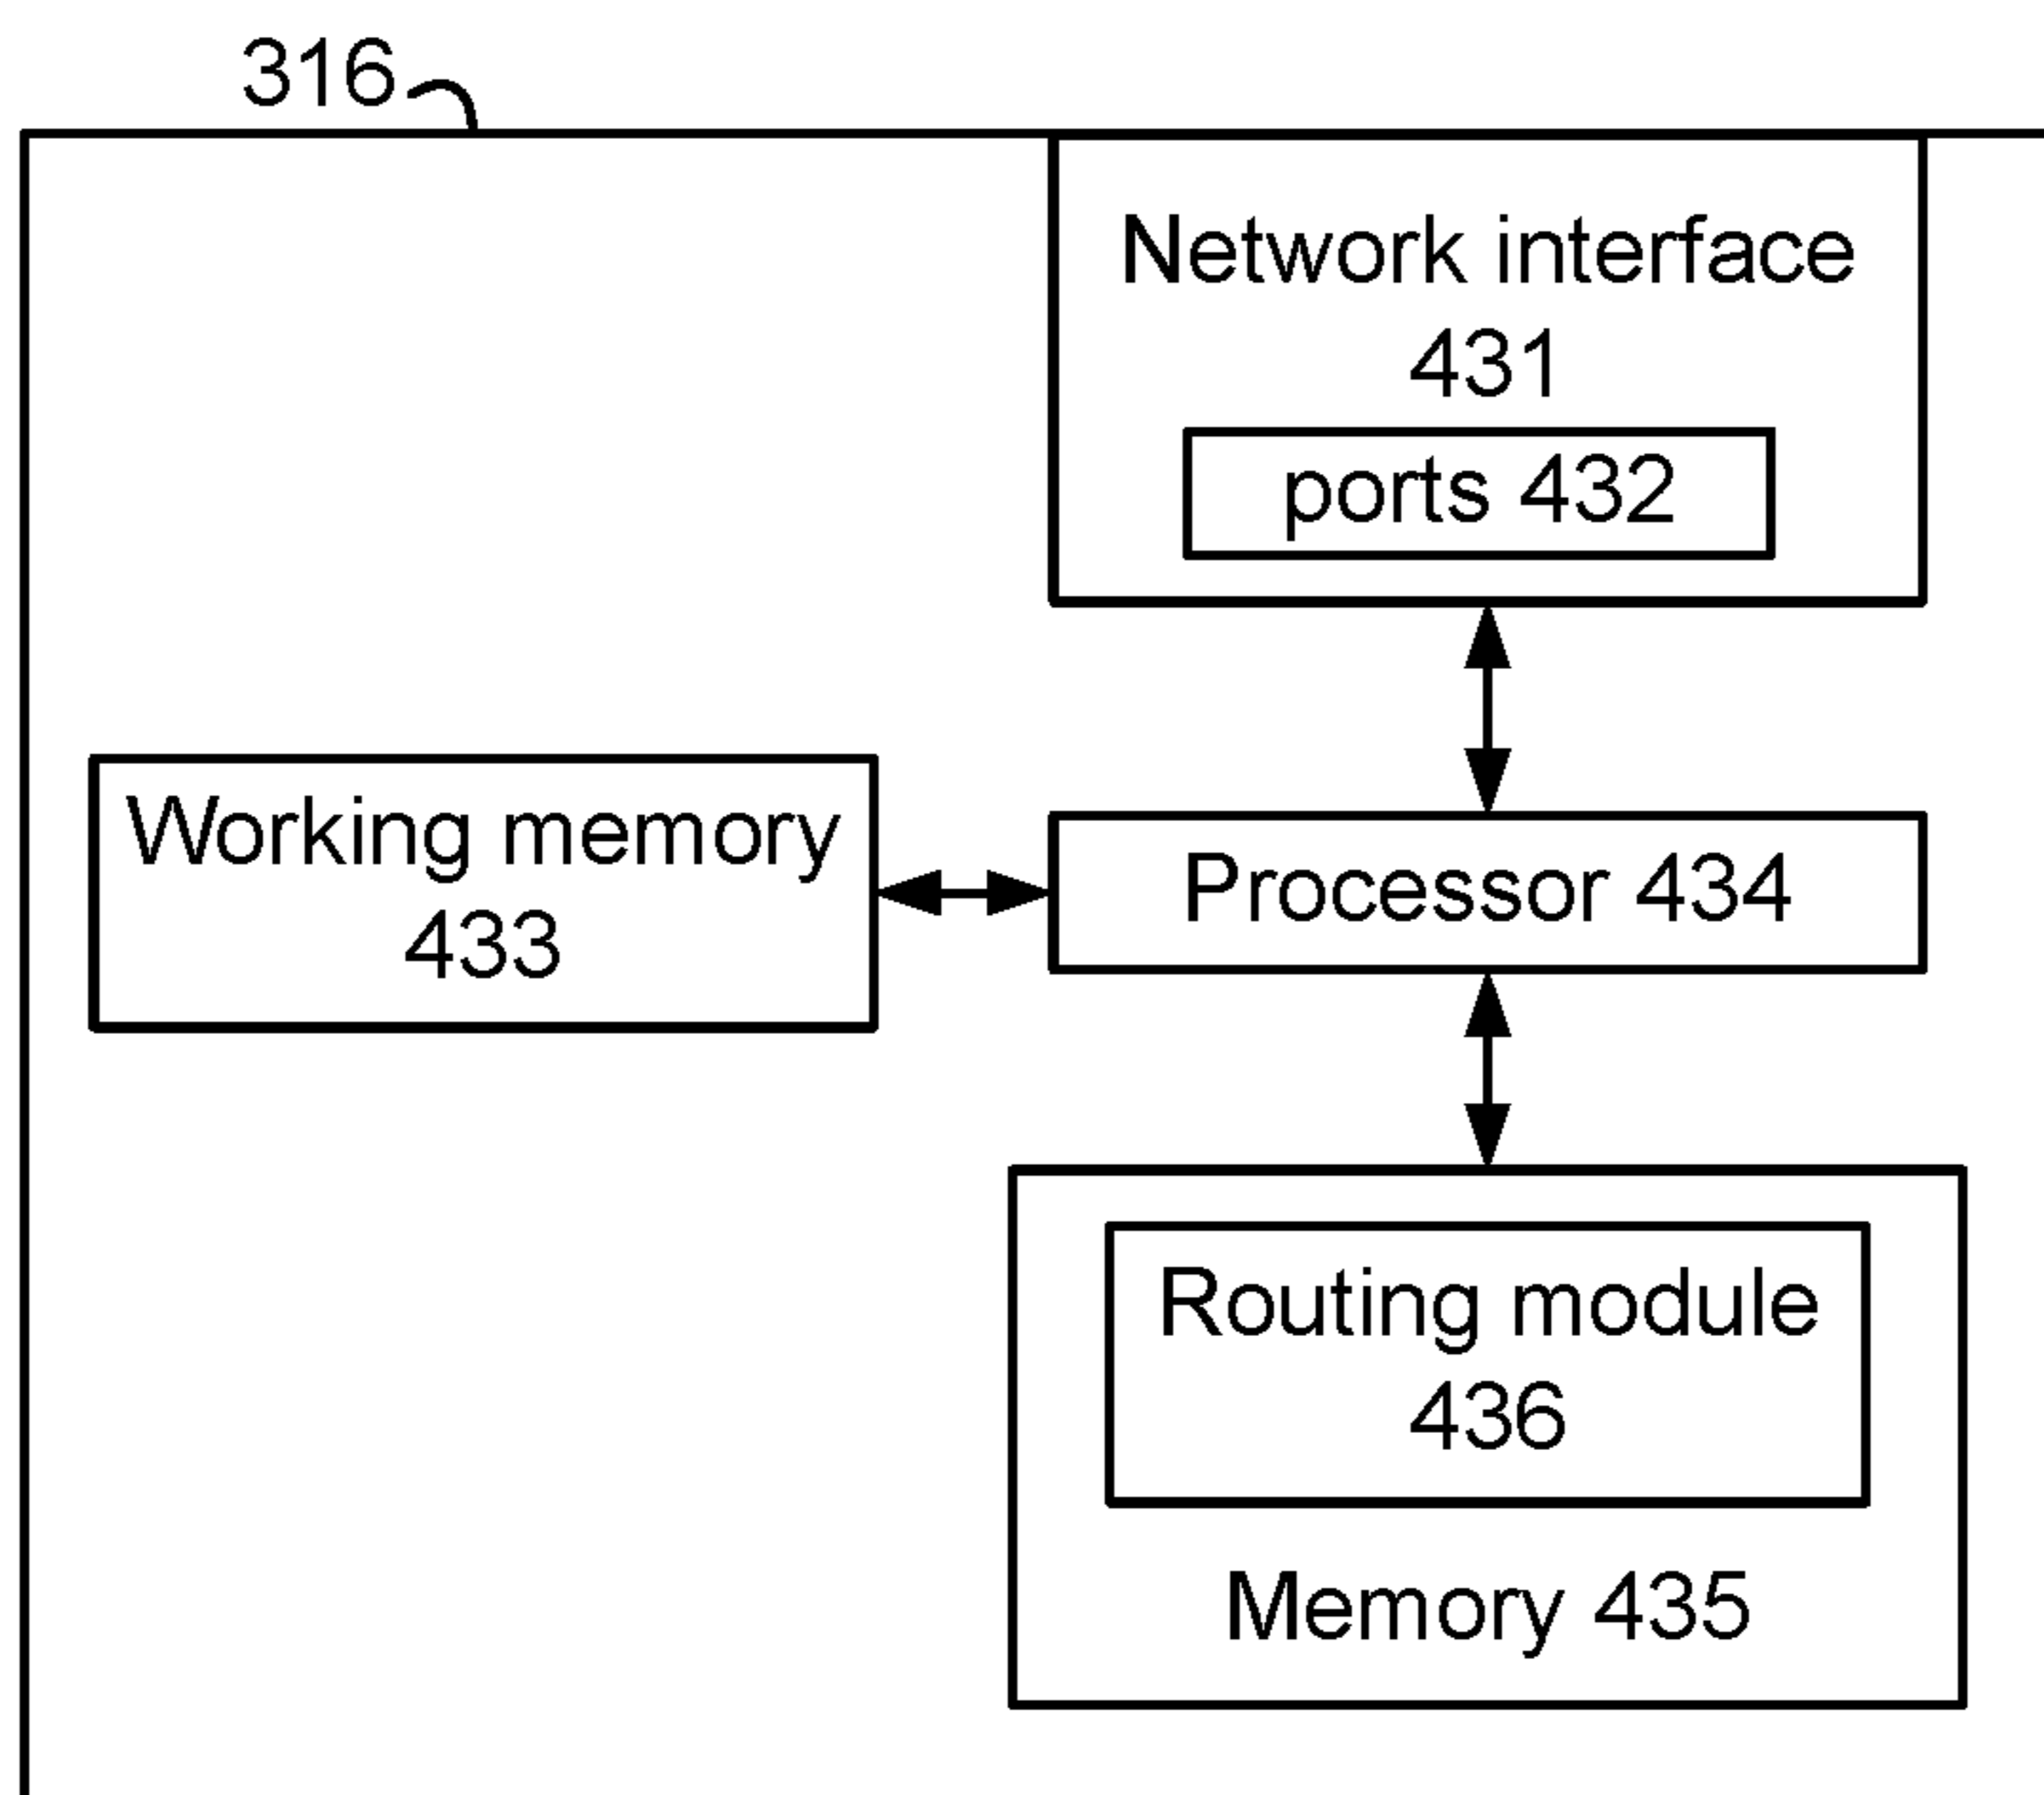 316
Network interface
431
ports 432
Working memory
433
Processor 434
Routing module
436
Memory 435